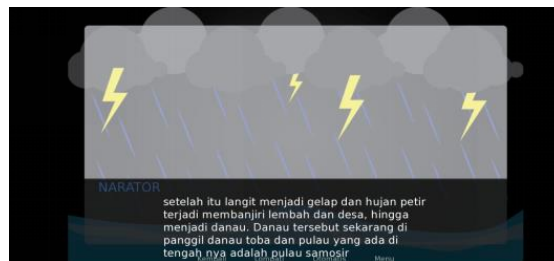 NARATOR
setelah itu langit menjadi gelap dan hujan petir
terjadi membanjiri lembah dan desa, hingga
menjadi danau. Danau tersebut sekarang di
panggil danau toba dan pulau yang ada di
tengah nya adalah pulau samosir
Menu